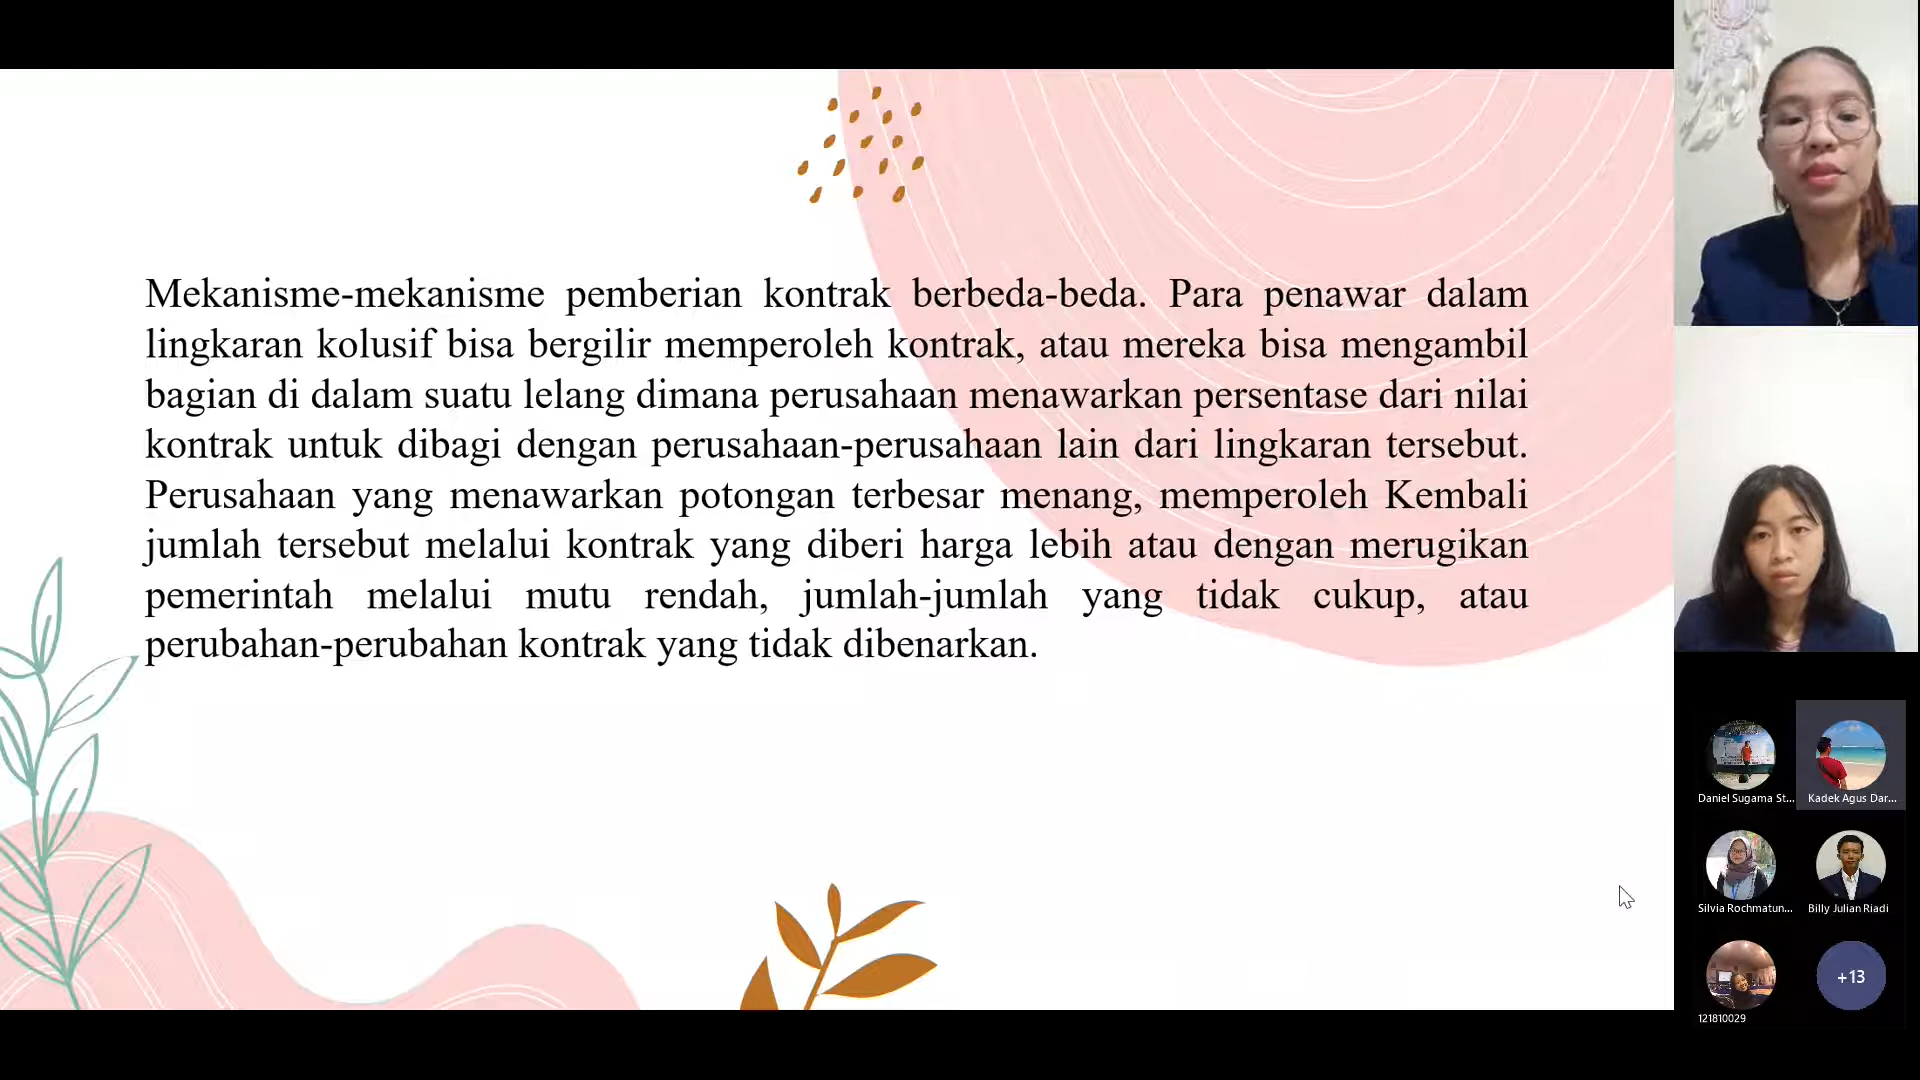 Mekanisme-mekanisme pemberian kontrak berbeda-beda. Para penawar dalam
lingkaran kolusif bisa bergilir memperoleh kontrak, atau mereka bisa mengambil
bagian di dalam suatu lelang dimana perusahaan menawarkan persentase dari nilai
kontrak untuk dibagi dengan perusahaan-perusahaan lain dari lingkaran tersebut.
Perusahaan yang menawarkan potongan terbesar menang, memperoleh Kembali
jumlah tersebut melalui kontrak yang diberi harga lebih atau dengan merugikan
pemerintah melalui mutu rendah, jumlah-jumlah yang tidak cukup, atau
perubahan-perubahan kontrak yang tidak dibenarkan.
Daniel Sugama St...
Kadek Agus Dar...
Silvia Rochmatun...
Billy Julian Riadi
121810029
+13